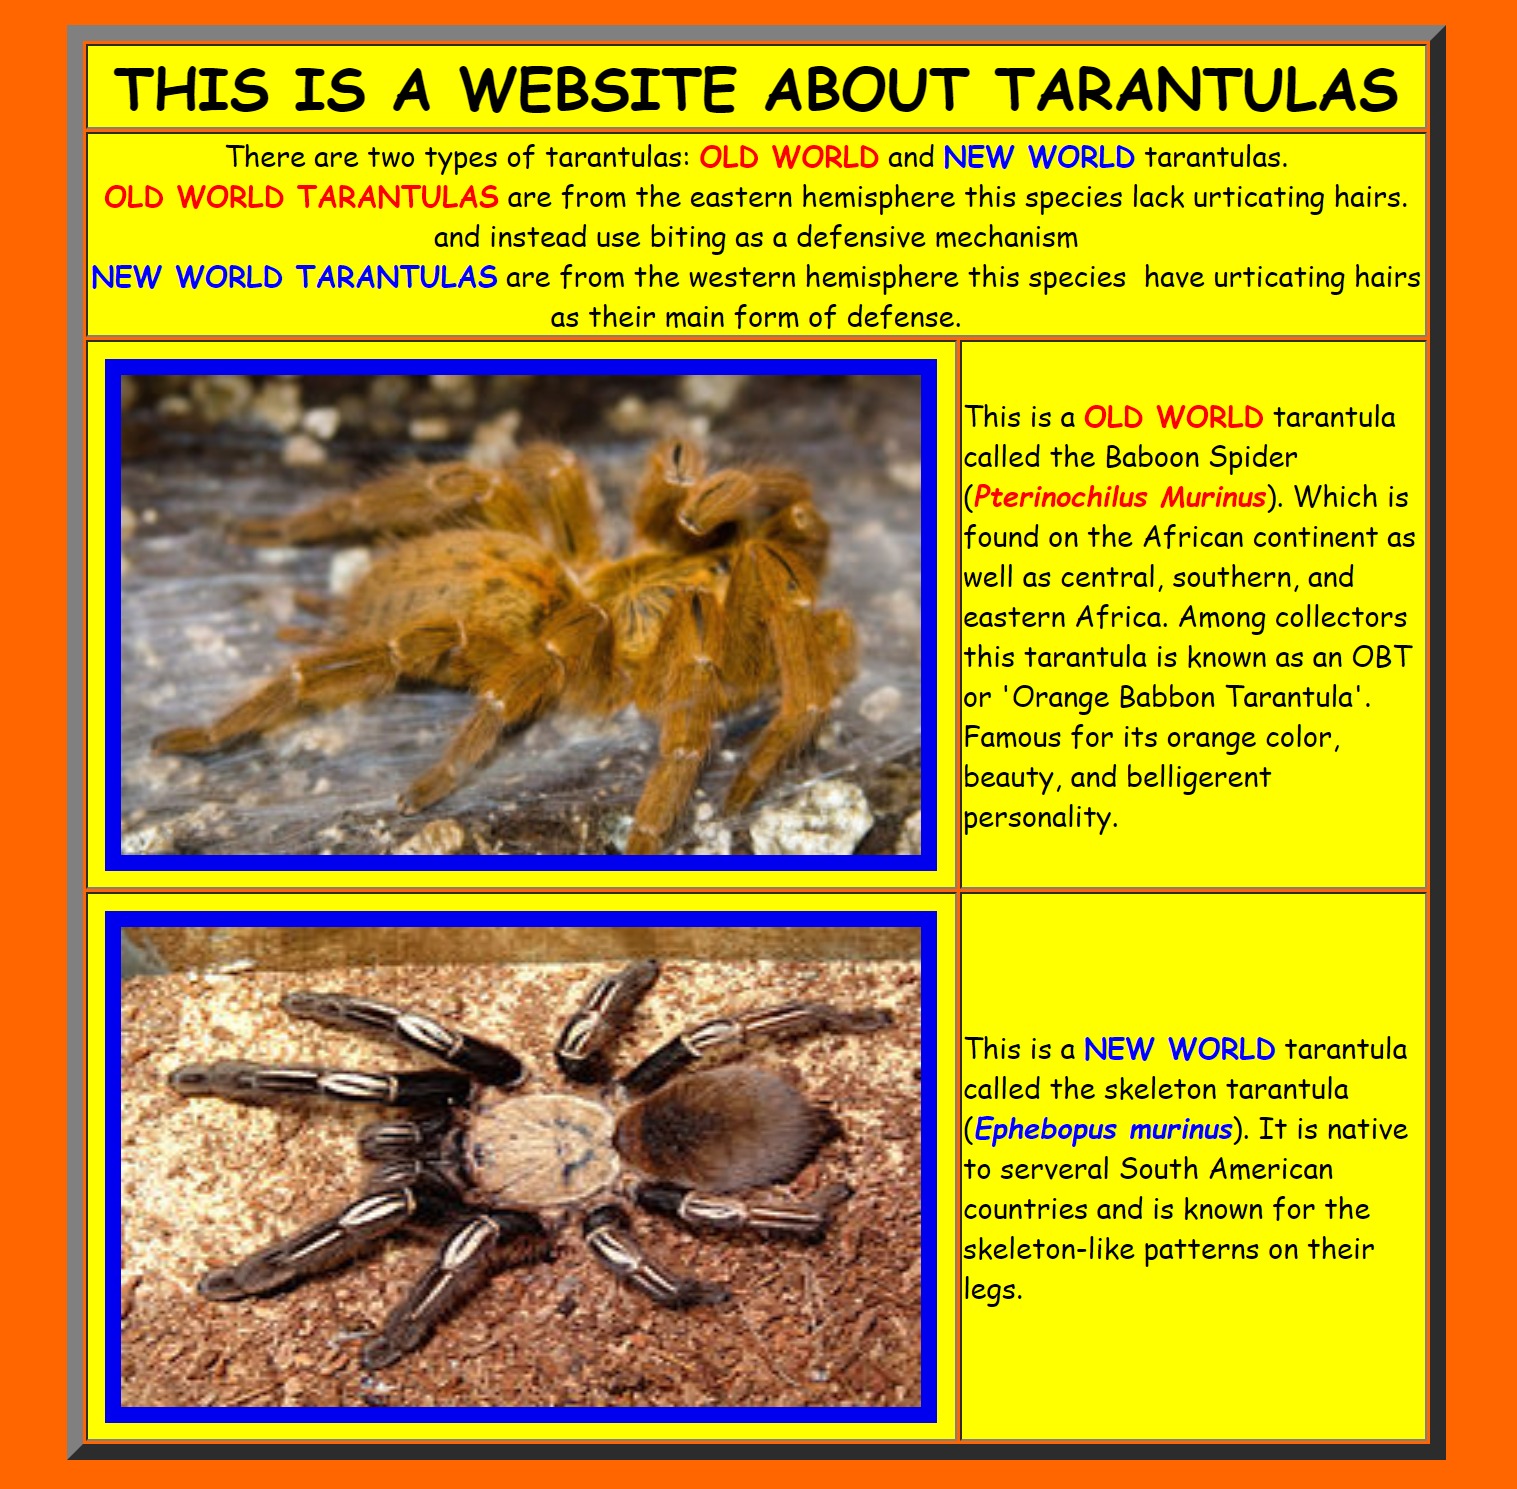 THIS IS A WEBSITE ABOUT TARANTULAS
There are two types of tarantulas: OLD WORLD and NEW WORLD tarantulas.
OLD WORLD TARANTULAS are from the eastern hemisphere this species lack urticating hairs.
and instead use biting as a defensive mechanism
NEW WORLD TARANTULAS are from the western hemisphere this species  have urticating hairs
as their main form of defense.
This is a OLD WORLD tarantula
called the Baboon Spider
(Pterinochilus Murinus). Which is
found on the African continent as
well as central, southern, and
eastern Africa. Among collectors
this tarantula is known as an OBT
or 'Orange Babbon Tarantula'.
Famous for its orange color,
beauty, and belligerent
personality.
This is a NEW WORLD tarantula
called the skeleton tarantula
(Ephebopus murinus). It is native
to serveral South American
countries and is known for the
skeleton-like patterns on their
legs.